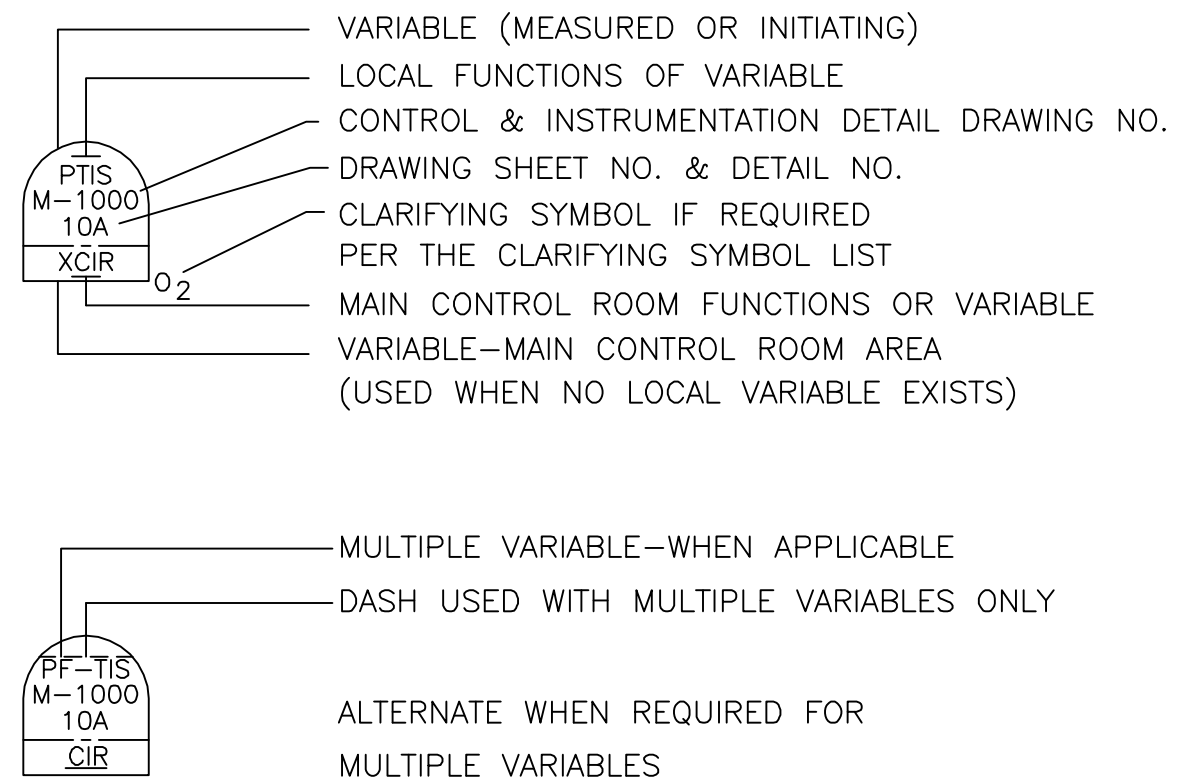 VARIABLE (MEASURED OR INITIATING)
LOCAL FUNCTIONS OF VARIABLE
CONTROL & INSTRUMENTATION DETAIL DRAWING NO.
DRAWING SHEET NO. & DETAIL NO.
CLARIFYING SYMBOL IF REQUIRED
PER THE CLARIFYING SYMBOL LIST
MAIN CONTROL ROOM FUNCTIONS OR VARIABLE
VARIABLE-MAIN CONTROL ROOM AREA
(USED WHEN NO LOCAL VARIABLE EXISTS)
PTIS
M-1000
10A
XCIR
O2
MULTIPLE VARIABLE-WHEN APPLICABLE
DASH USED WITH MULTIPLE VARIABLES ONLY
PF-TIS
M-1000
10A
CIR
ALTERNATE WHEN REQUIRED FOR
MULTIPLE VARIABLES